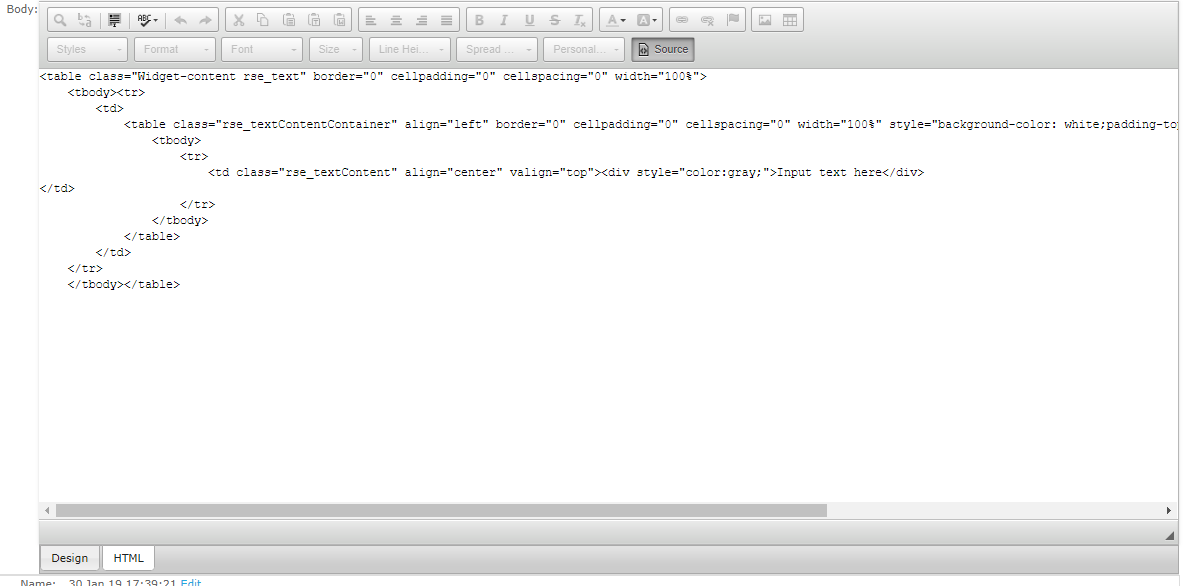 Body:
ABC
B I U S Tx
A A
Styles Format Font Size Line Hei... Spread ... Personal... Source
<table class="Widget-content rse_text" border="0" cellpadding="0" cellspacing="0" width="100%">
<tbody><tr>
<td>
<table class="rse_textContentContainer" align="left" border="0" cellpadding="0" cellspacing="0" width="100%" style="background-color: white;padding-to
<tbody>
<tr>
<td class="rse_textContent" align="center" valign="top"><div style="color:gray;">Input text here</div>
</td>
</tr>
</tbody>
</table>
</td>
</tr>
</tbody></table>
Design HTML
Name: 30 Jan 19 17:39:21 Edit